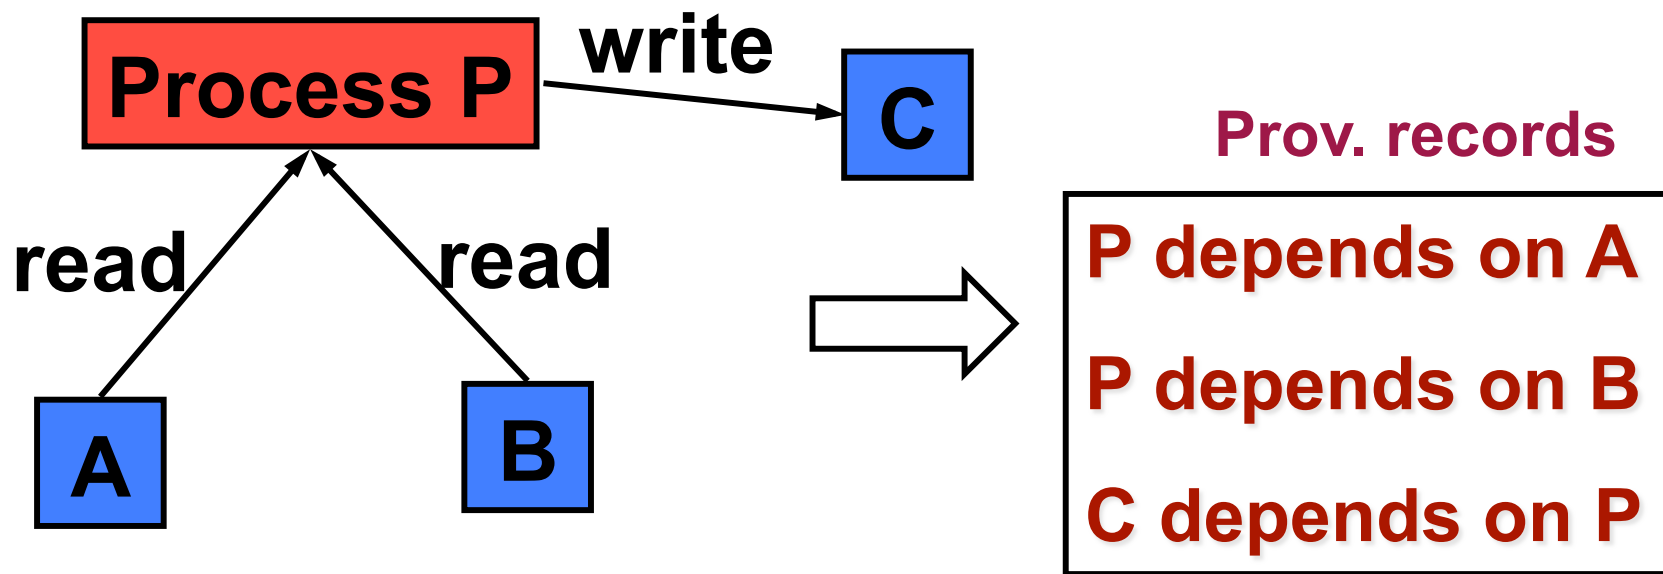 Process P
write
C
read
read
A
B
Prov. records
P depends on A
P depends on B
C depends on P